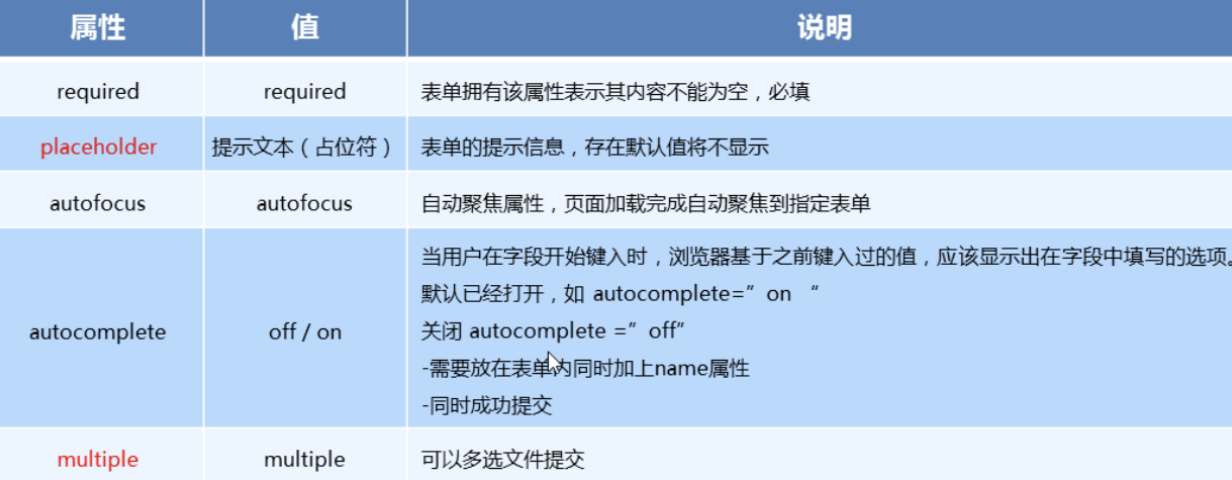 属性 值 说明
required required 表单拥有该属性表示其内容不能为空，必填
placeholder 提示文本（占位符） 表单的提示信息，存在默认值将不显示
autofocus autofocus 自动聚焦属性，页面加载完成自动聚焦到指定表单
autocomplete off / on 当用户在字段开始键入时，浏览器基于之前键入过的值，应该显示出在字段中填写的选项。
默认已经打开，如 autocomplete=”on “
关闭 autocomplete =”off”
-需要放在表单内同时加上name属性
-同时成功提交
multiple multiple 可以多选文件提交